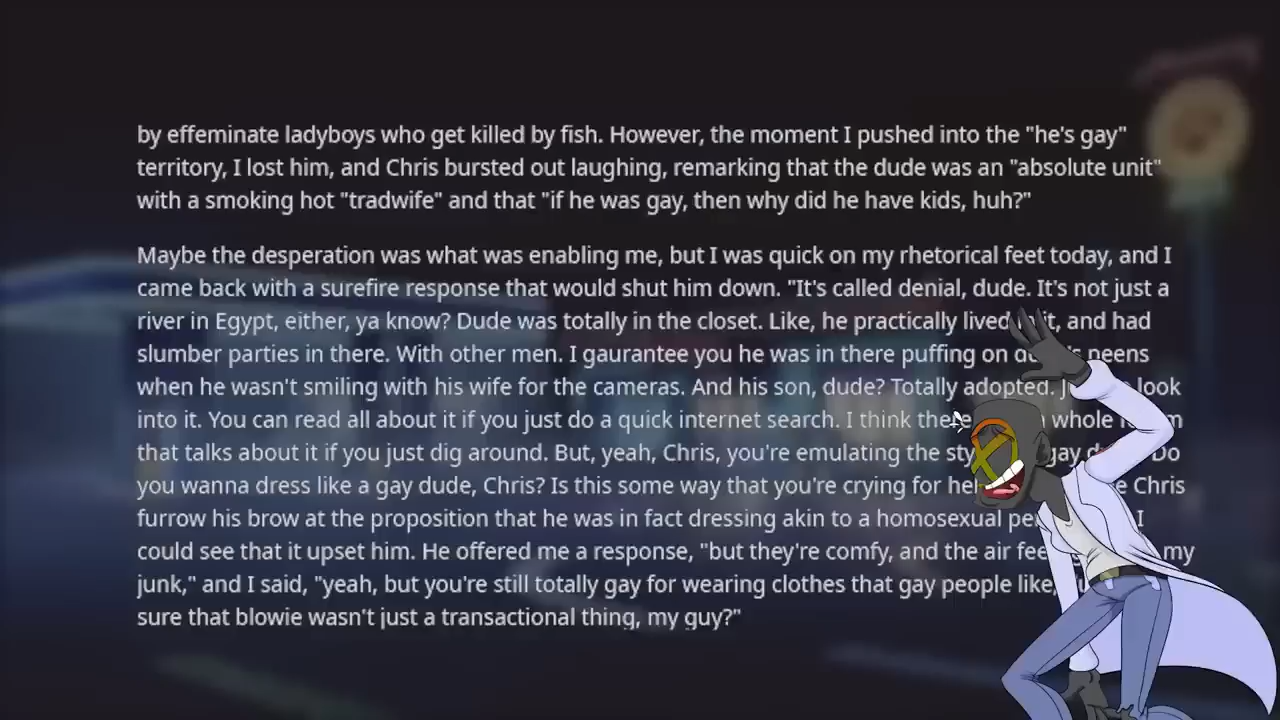 by effeminate ladyboys who get killed by fish. However, the moment I pushed into the "he's gay"
territory, I lost him, and Chris bursted out laughing, remarking that the dude was an "absolute unit"
with a smoking hot "tradwife" and that "if he was gay, then why did he have kids, huh?"
Maybe the desperation was what was enabling me, but I was quick on my rhetorical feet today, and I
came back with a surefire response that would shut him down. "It's called denial, dude. It's not just a
river in Egypt, either, ya know? Dude was totally in the closet. Like, he practically lived it, and had
slumber parties in there. With other men. I gaurantee you he was in there puffing on peens
when he wasn't smiling with his wife for the cameras. And his son, dude? Totally adopted. look
into it. You can read all about it if you just do a quick internet search. I think whole
that talks about it if you just dig around. But, yeah, Chris, you're emulating the gay Do
you wanna dress like a gay dude, Chris? Is this some way that you're crying for Chris
furrow his brow at the proposition that he was in fact dressing akin to a homosexual I
could see that it upset him. He offered me a response, "but they're comfy, and the air my
junk," and I said, "yeah, but you're still totally gay for wearing clothes that gay people like,
sure that blowie wasn't just a transactional thing, my guy?"